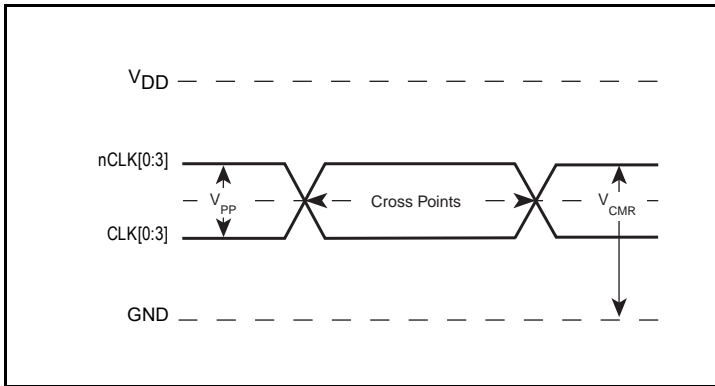 VDD
nCLK[0:3]
VPP
Cross Points
VCMR
CLK[0:3]
GND